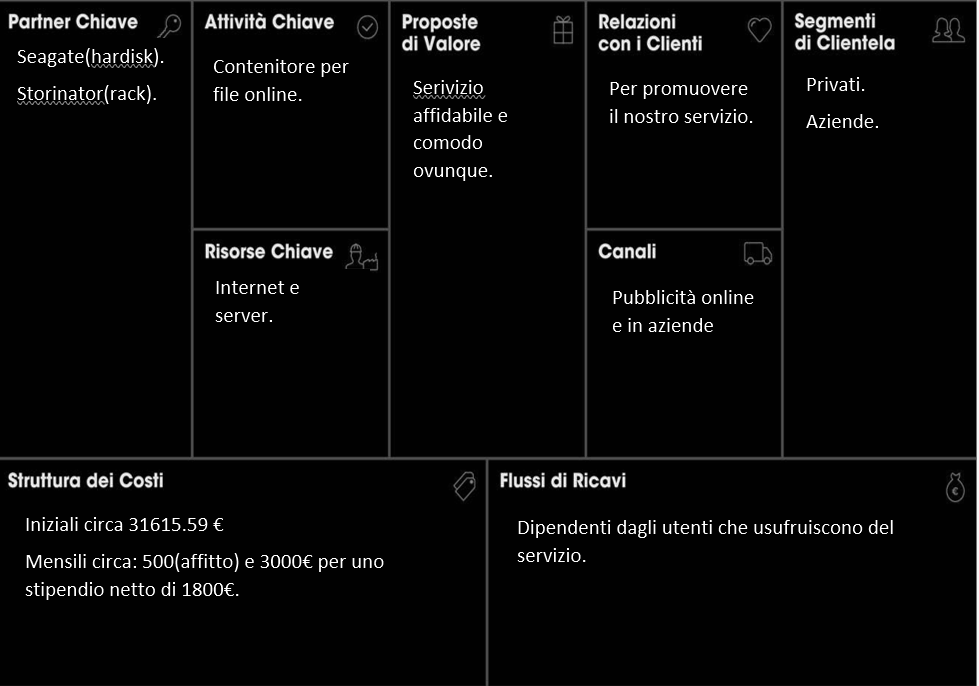 Partner Chiave
Seagate(hardisk).
Storinator(rack).
Attività Chiave
Contenitore per
file online.
Risorse Chiave
Internet e
server.
Proposte
di Valore
Serivizio
affidabile e
comodo
ovunque.
Relazioni
con i Clienti
Per promuovere
il nostro servizio.
Canali
Pubblicità online
e in aziende
Segmenti
di Clientela
Privati.
Aziende.
Struttura dei Costi
Iniziali circa 31615.59 €
Mensili circa: 500(affitto) e 3000€ per uno
stipendio netto di 1800€.
Flussi di Ricavi
€
Dipendenti dagli utenti che usufruiscono del
servizio.